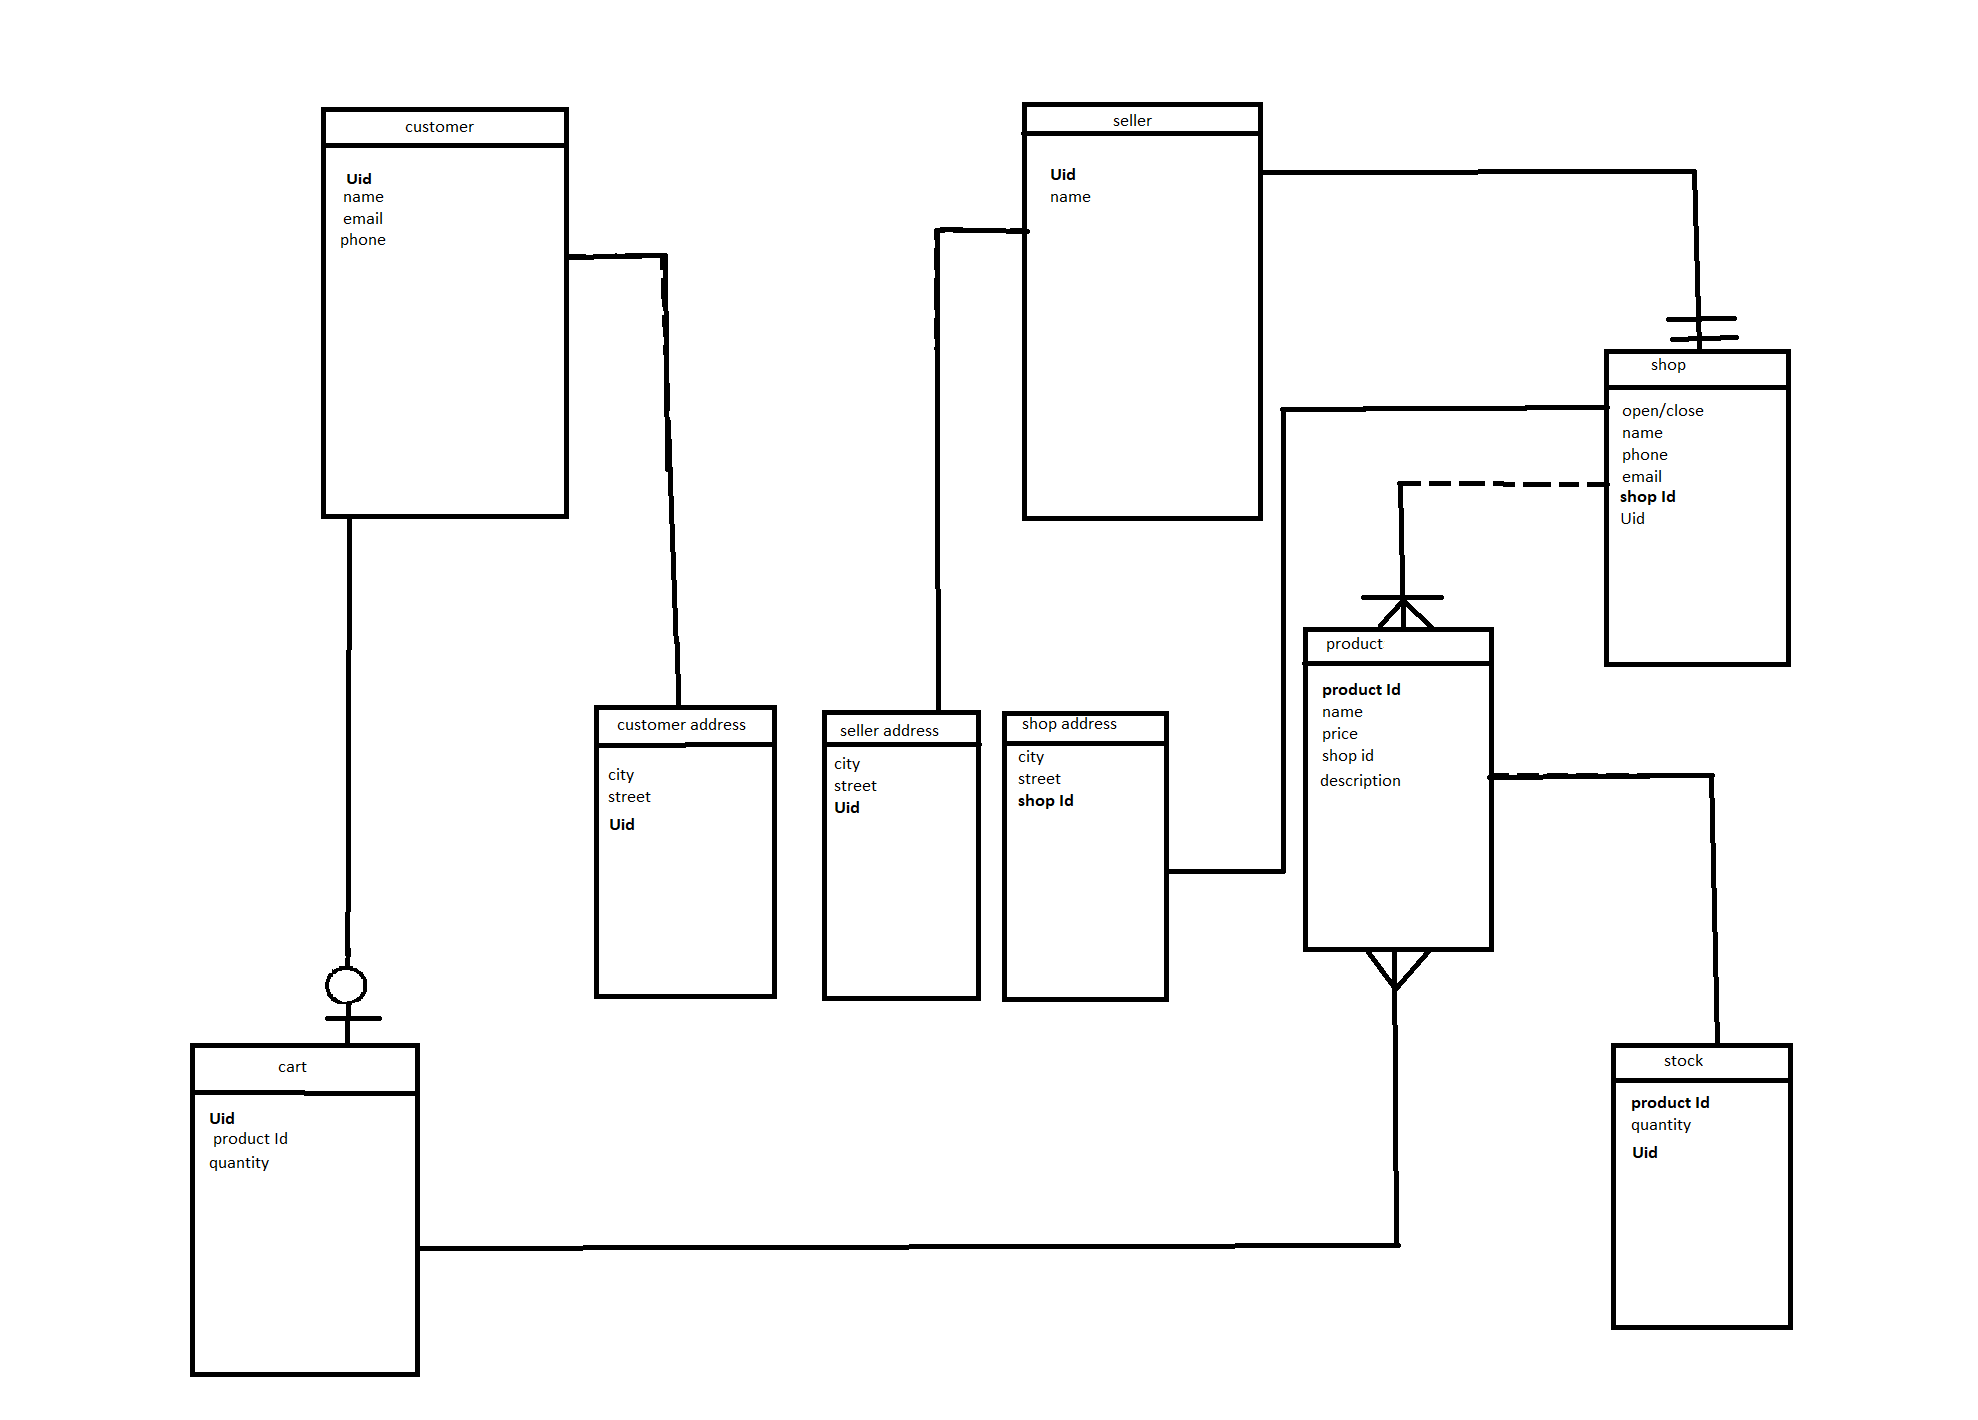 customer
Uid
name
email
phone
seller
Uid
name
shop
open/close
name
phone
email
shop Id
Uid
product
product Id
name
price
shop id
description
customer address
city
street
Uid
seller address
city
street
Uid
shop address
city
street
shop Id
cart
Uid
product Id
quantity
stock
product Id
quantity
Uid